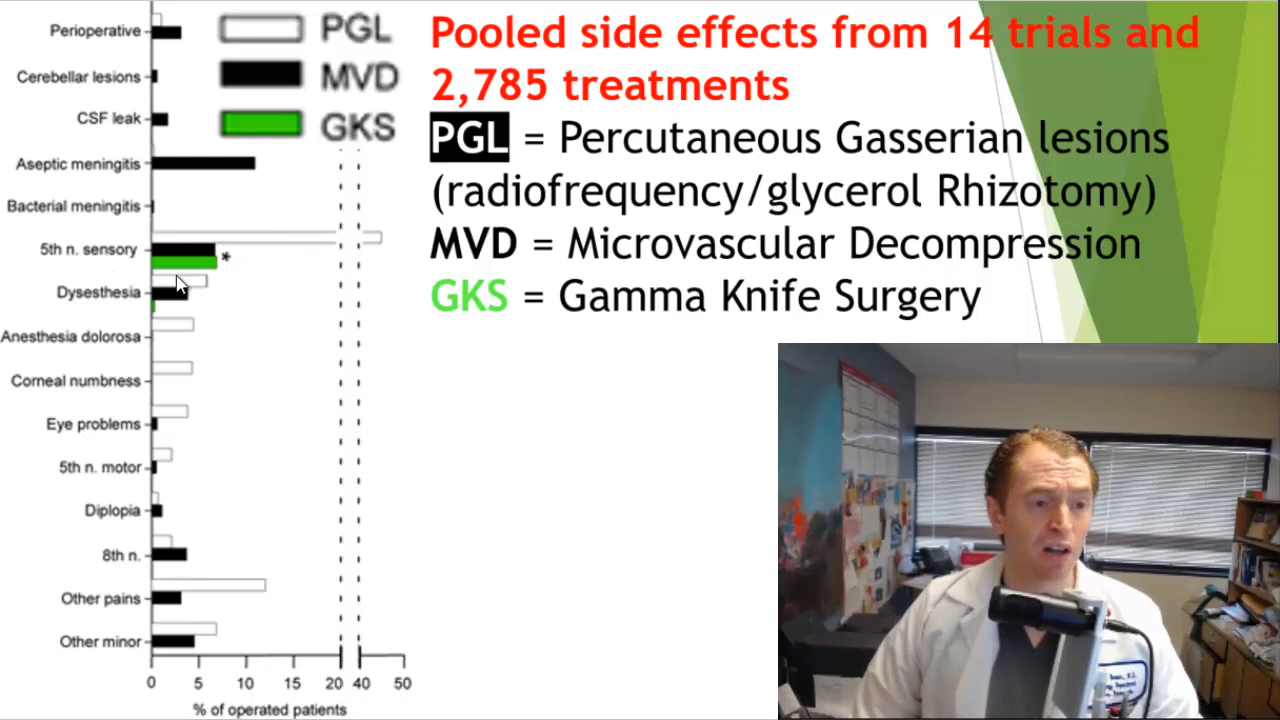 Pooled side effects from 14 trials and
2,785 treatments
PGL = Percutaneous Gasserian lesions
(radiofrequency/glycerol Rhizotomy)
MVD = Microvascular Decompression
GKS = Gamma Knife Surgery
PGL
MVD
GKS
Perioperative
Cerebellar lesions
CSF leak
Aseptic meningitis
Bacterial meningitis
5th n. sensory
*
Dysesthesia
Anesthesia dolorosa
Corneal numbness
Eye problems
5th n. motor
Diplopia
8th n.
Other pains
Other minor
0 5 10 15 20 40 50
% of operated patients